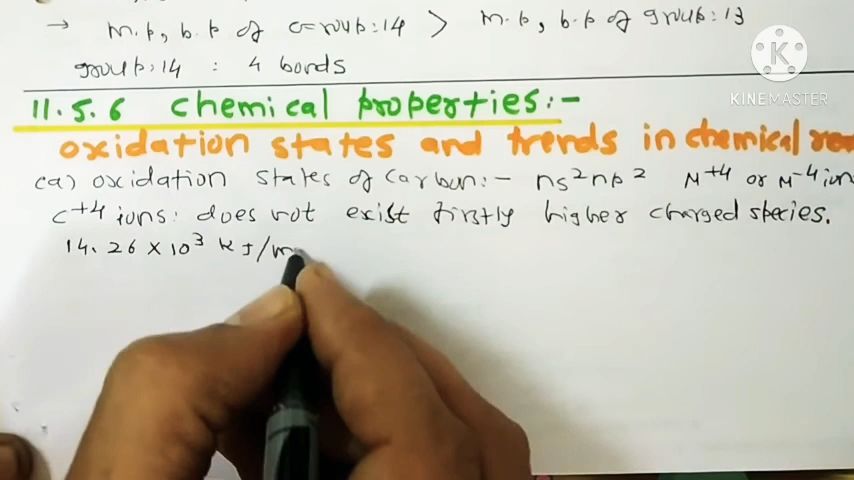 → m.p, b.p of Group:14 > m.p, b.p of group:13
group:14 : 4 bonds
11.5.6 chemical properties:-
oxidation states and trends in chemical rea
(a) oxidation states of carbon:- ns²np² M⁺⁴ or M⁻⁴ ion
C⁺⁴ ions: does not exist firstly higher charged species.
14.26 × 10³ kJ/m
K
KINEMASTER